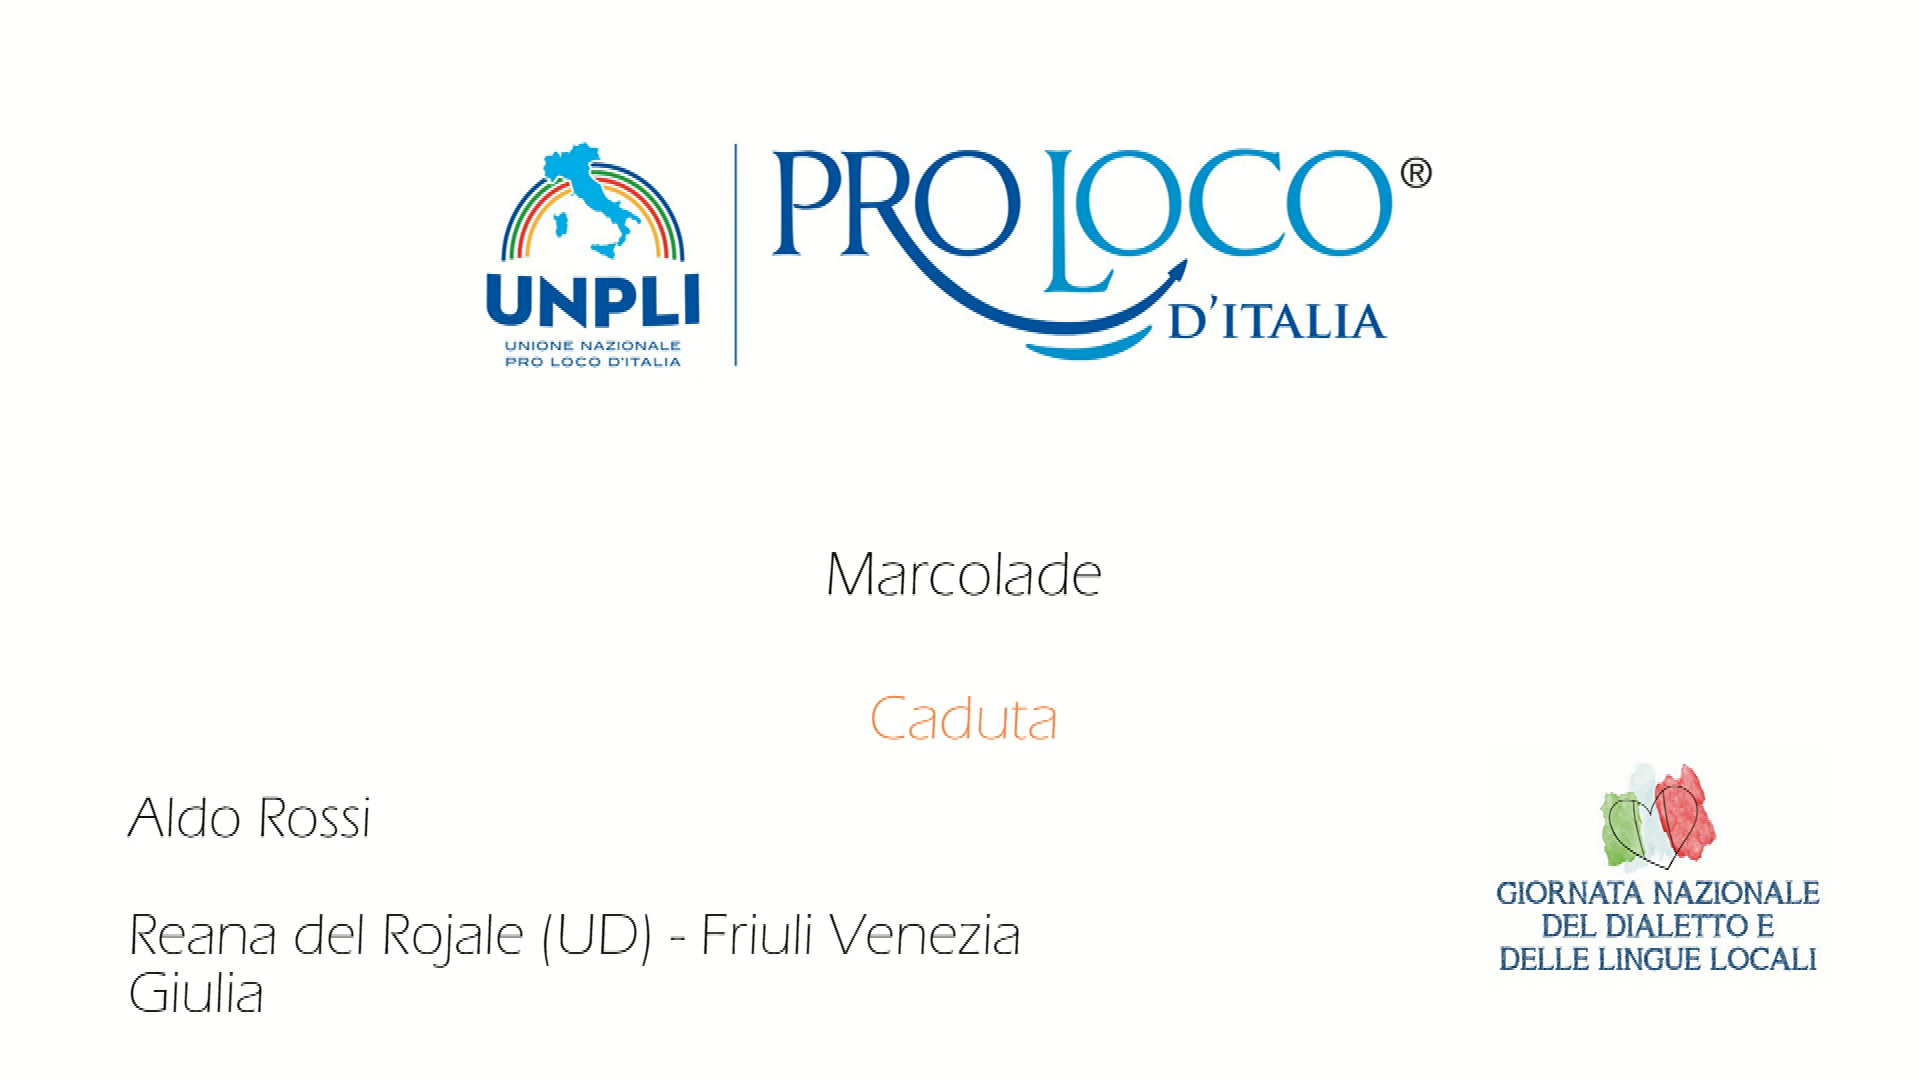 UNPLI
UNIONE NAZIONALE
PRO LOCO D'ITALIA
PRO LOCO®
D'ITALIA
Marcolade
Caduta
Aldo Rossi
Reana del Rojale (UD) - Friuli Venezia
Giulia
GIORNATA NAZIONALE
DEL DIALETTO E
DELLE LINGUE LOCALI